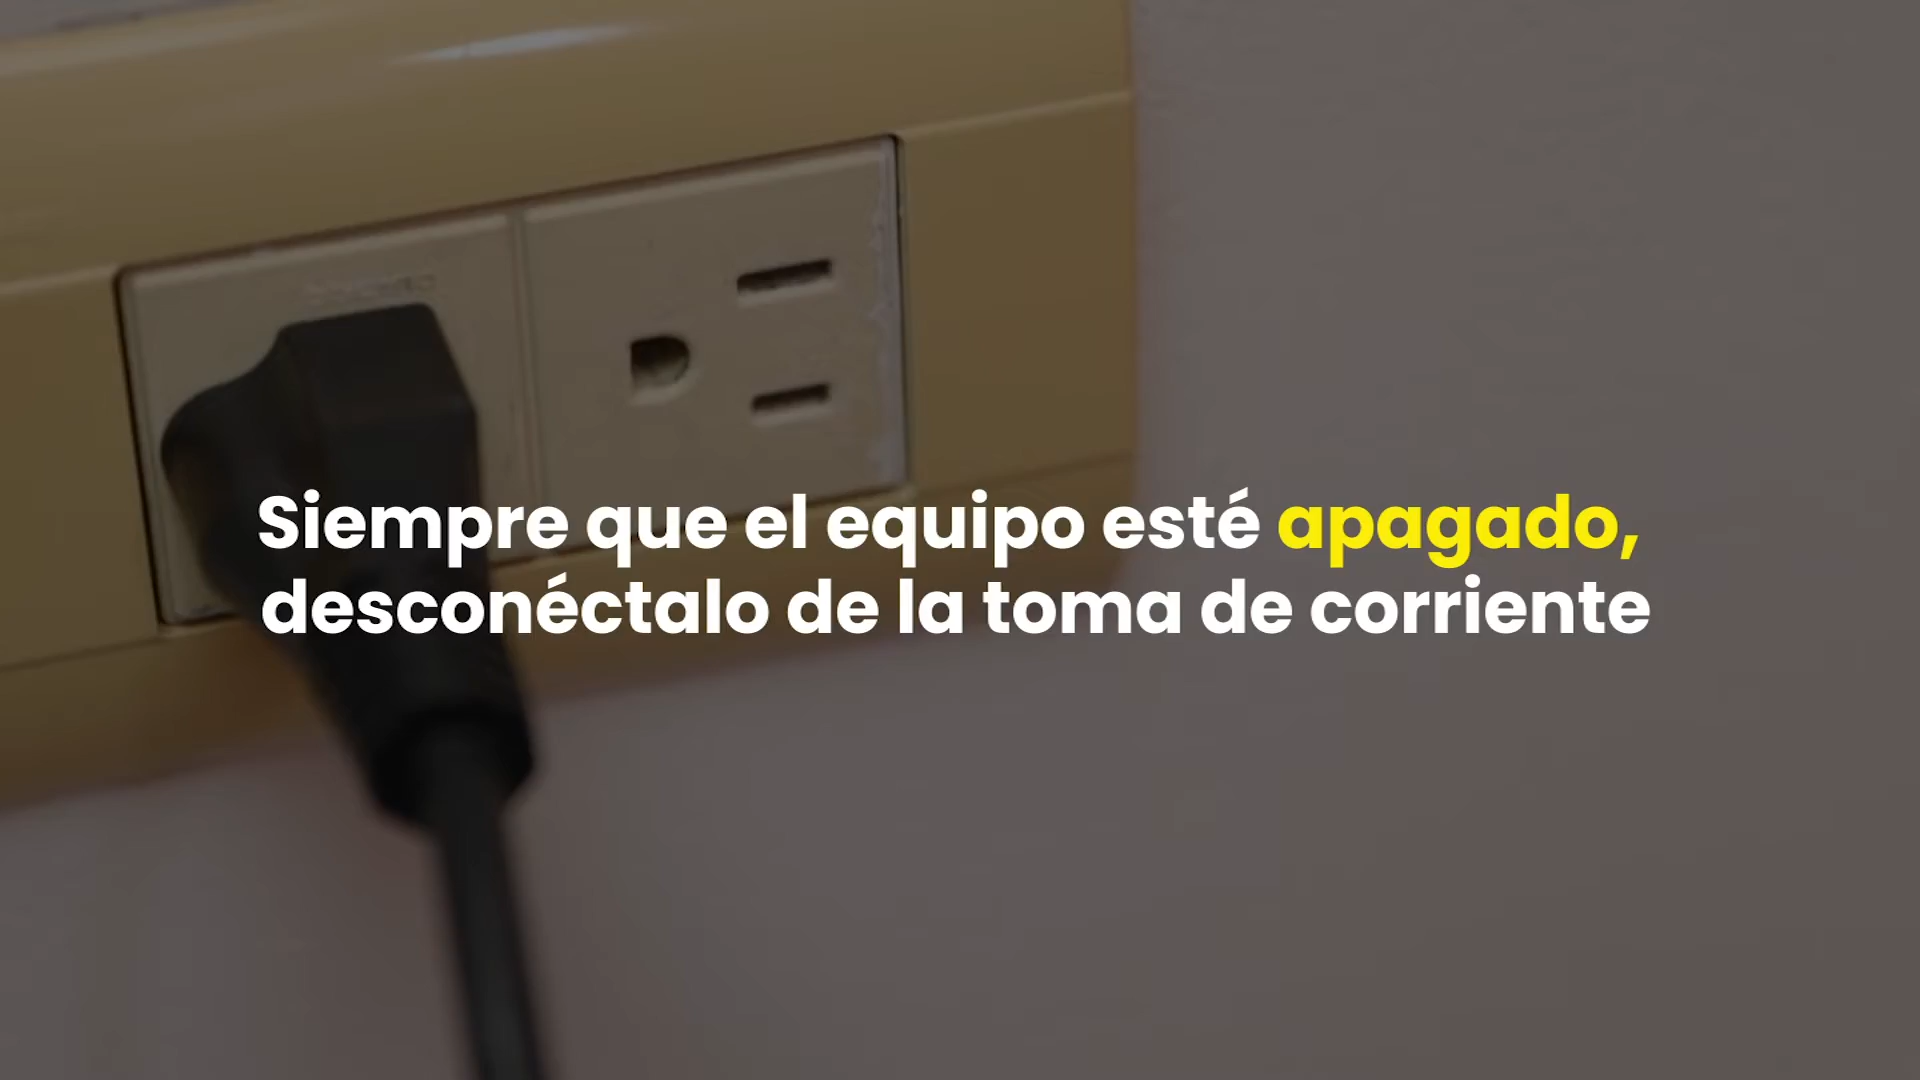 Siempre que el equipo esté apagado,
desconéctalo de la toma de corriente